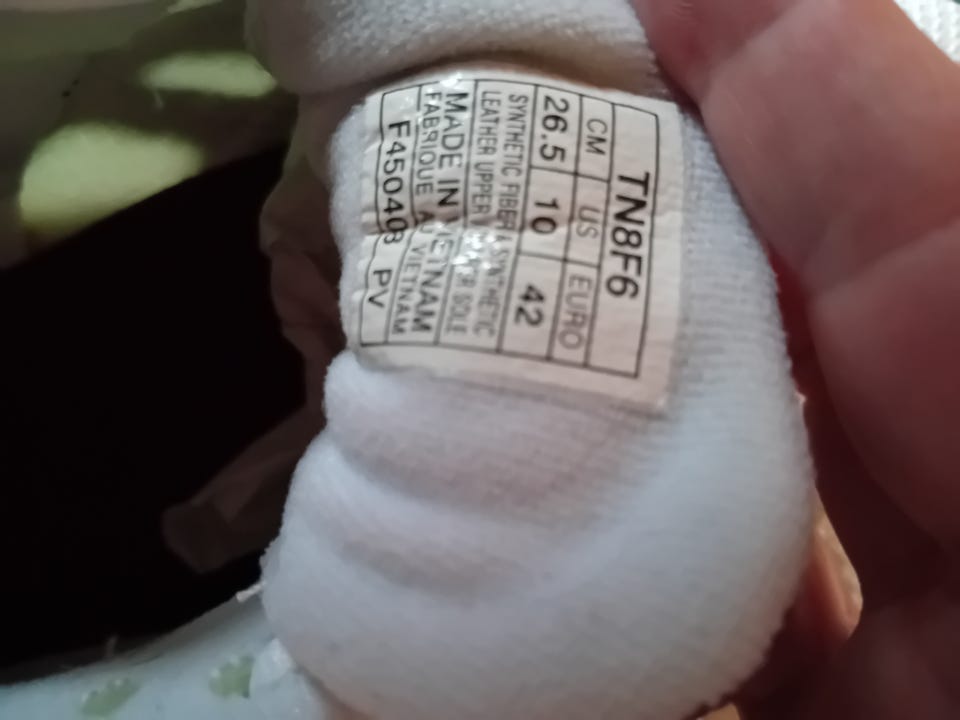 TN8F6
CM US EURO
26.5 10 42
SYNTHETIC FIBER & SYNTHETIC
LEATHER UPPER SOLE
MADE IN VIETNAM
FABRIQUE AU VIETNAM
F450403 PV